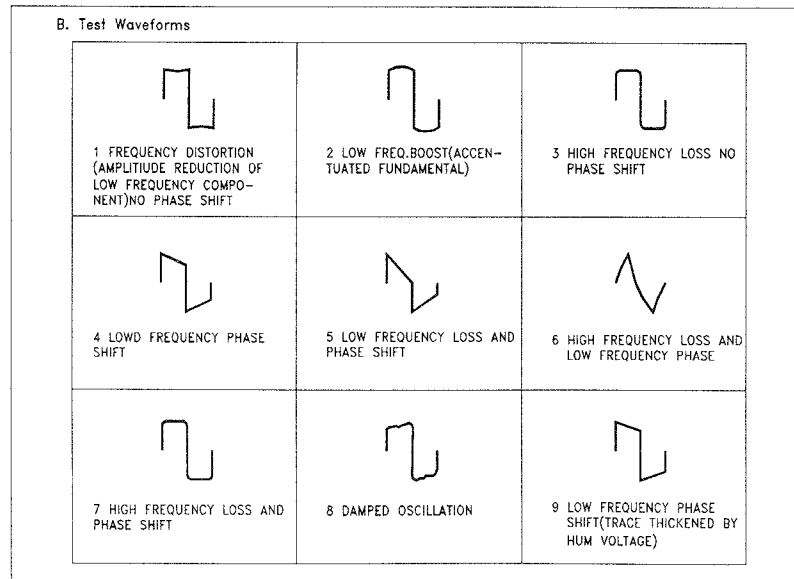 B. Test Waveforms
1 FREQUENCY DISTORTION
(AMPLITIUDE REDUCTION OF
LOW FREQUENCY COMPO-
NENT)NO PHASE SHIFT
2 LOW FREQ.BOOST(ACCEN-
TUATED FUNDAMENTAL)
3 HIGH FREQUENCY LOSS NO
PHASE SHIFT
4 LOWD FREQUENCY PHASE
SHIFT
5 LOW FREQUENCY LOSS AND
PHASE SHIFT
6 HIGH FREQUENCY LOSS AND
LOW FREQUENCY PHASE
7 HIGH FREQUENCY LOSS AND
PHASE SHIFT
8 DAMPED OSCILLATION
9 LOW FREQUENCY PHASE
SHIFT(TRACE THICKENED BY
HUM VOLTAGE)